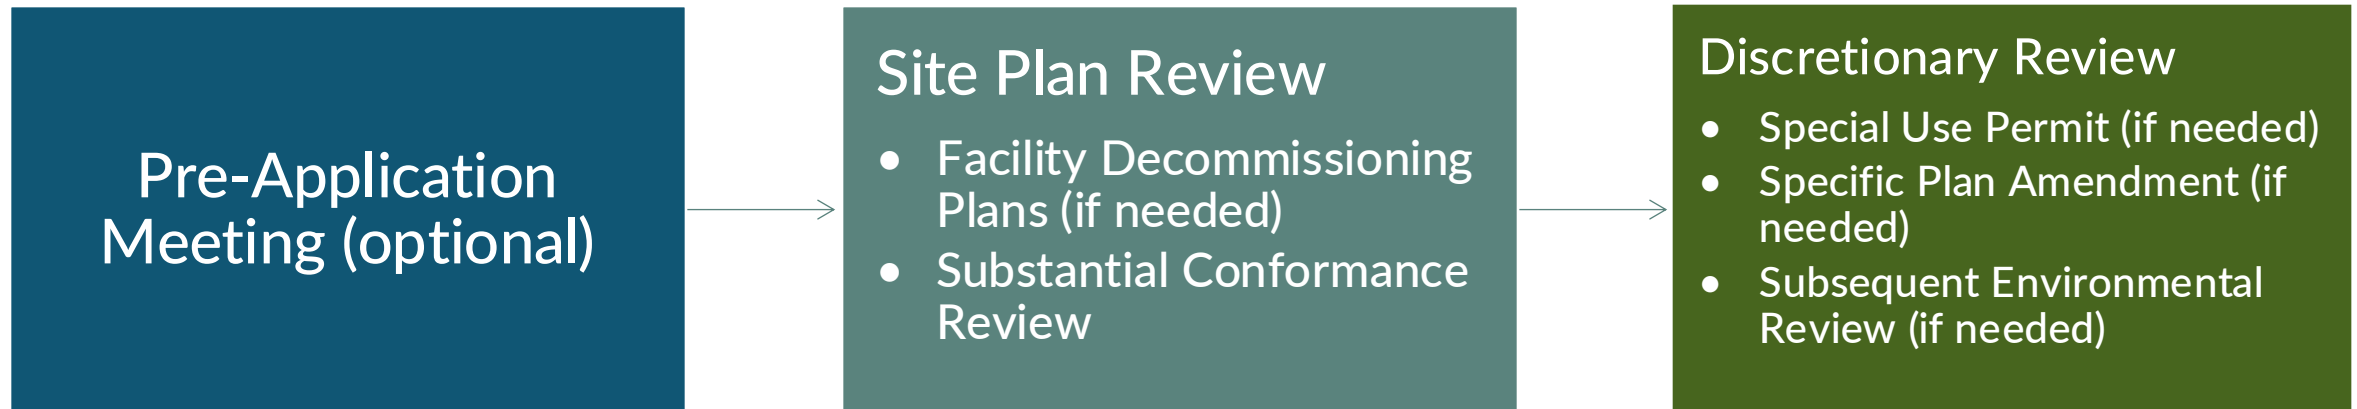 Pre-Application
Meeting (optional)
Site Plan Review
● Facility Decommissioning
Plans (if needed)
● Substantial Conformance
Review
Discretionary Review
● Special Use Permit (if needed)
● Specific Plan Amendment (if
needed)
● Subsequent Environmental
Review (if needed)